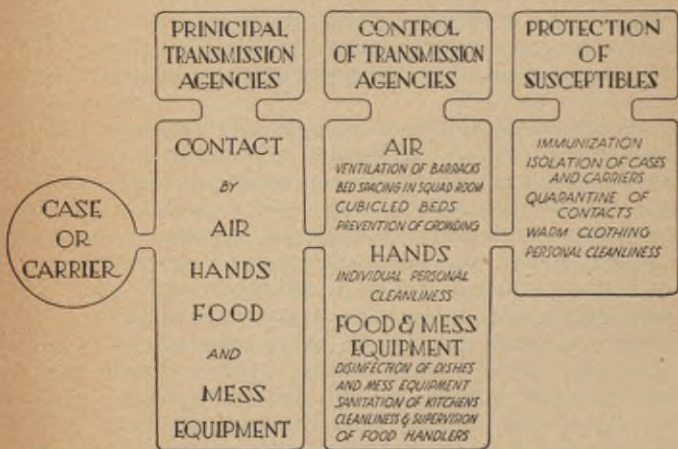 CASE
OR
CARRIER
PRINICIPAL
TRANSMISSION
AGENCIES
CONTACT
BY
AIR
HANDS
FOOD
AND
MESS
EQUIPMENT
CONTROL
OF TRANSMISSION
AGENCIES
AIR
VENTILATION OF BARRACKS
BED SPACING IN SQUAD ROOM
CUBICLED BEDS
PREVENTION OF CROWDING
HANDS
INDIVIDUAL PERSONAL
CLEANLINESS
FOOD & MESS
EQUIPMENT
DISINFECTION OF DISHES
AND MESS EQUIPMENT
SANITATION OF KITCHENS
CLEANLINESS & SUPERVISION
OF FOOD HANDLERS
PROTECTION
OF
SUSCEPTIBLES
IMMUNIZATION
ISOLATION OF CASES
AND CARRIERS
QUARANTINE OF
CONTACTS
WARM CLOTHING
PERSONAL CLEANLINESS